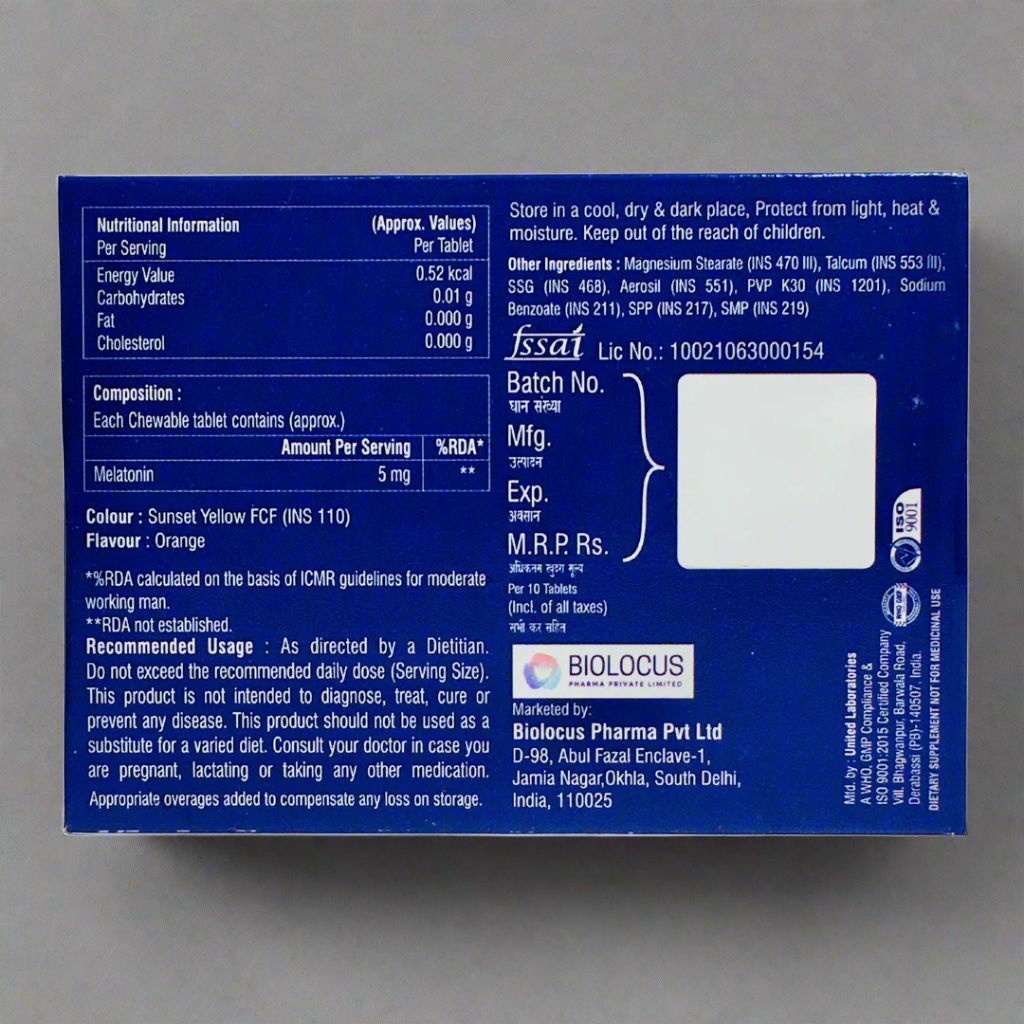 Nutritional Information (Approx. Values)
Per Serving Per Tablet
Energy Value 0.52 kcal
Carbohydrates 0.01 g
Fat 0.000 g
Cholesterol 0.000 g
Composition :
Each Chewable tablet contains (approx.)
Amount Per Serving %RDA*
Melatonin 5 mg **
Colour : Sunset Yellow FCF (INS 110)
Flavour : Orange
*%RDA calculated on the basis of ICMR guidelines for moderate
working man.
**RDA not established.
Recommended Usage : As directed by a Dietitian.
Do not exceed the recommended daily dose (Serving Size).
This product is not intended to diagnose, treat, cure or
prevent any disease. This product should not be used as a
substitute for a varied diet. Consult your doctor in case you
are pregnant, lactating or taking any other medication.
Appropriate overages added to compensate any loss on storage.
Store in a cool, dry & dark place, Protect from light, heat &
moisture. Keep out of the reach of children.
Other Ingredients : Magnesium Stearate (INS 470 III), Talcum (INS 553 III),
SSG (INS 468), Aerosil (INS 551), PVP K30 (INS 1201), Sodium
Benzoate (INS 211), SPP (INS 217), SMP (INS 219)
fssai Lic No.: 10021063000154
Batch No.
घान संख्या
Mfg.
उत्पादन
Exp.
अवसान
M.R.P. Rs.
अधिकतम खुदरा मूल्य
Per 10 Tablets
(Incl. of all taxes)
सभी कर सहित
BIOLOCUS
PHARMA PRIVATE LIMITED
Marketed by:
Biolocus Pharma Pvt Ltd
D-98, Abul Fazal Enclave-1,
Jamia Nagar,Okhla, South Delhi,
India, 110025
ISO
9001
WHO GMP
Mfd. by : United Laboratories
A WHO, GMP Compliance &
ISO 9001:2015 Certified Company
Vill. Bhagwanpur, Barwala Road,
Derabassi (PB)-140507. India.
DIETARY SUPPLEMENT NOT FOR MEDICINAL USE